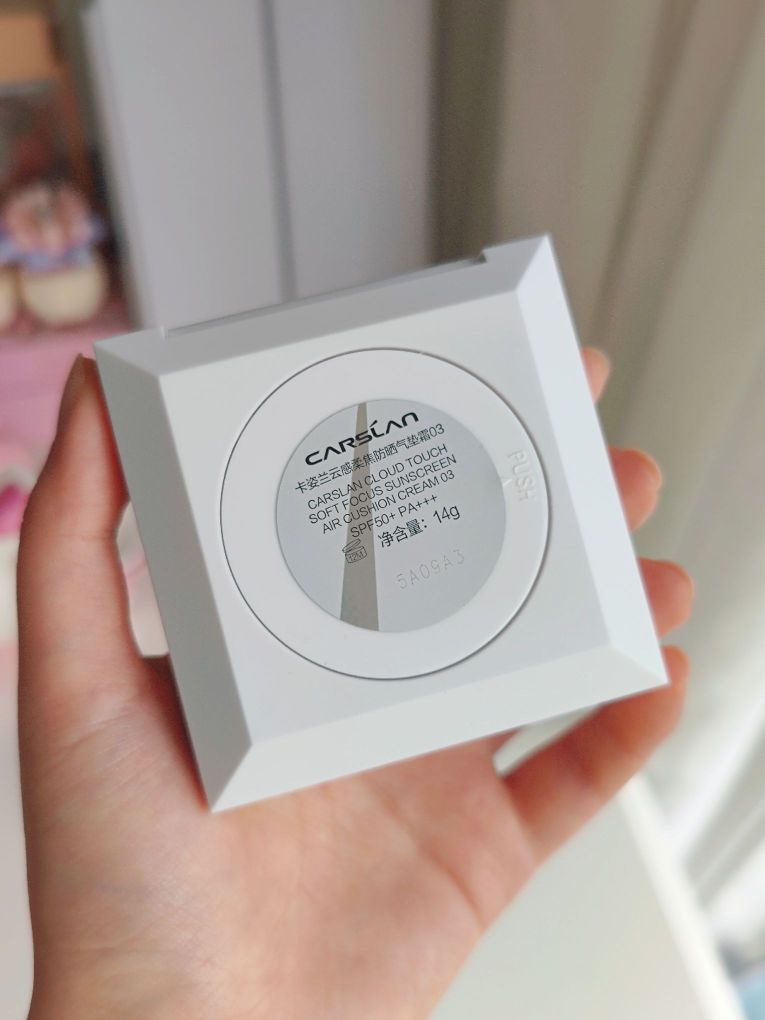 CARSLAN
卡姿兰云感柔焦防晒气垫霜03
CARSLAN CLOUD TOUCH
SOFT FOCUS SUNSCREEN
AIR CUSHION CREAM 03
SPF50+ PA+++
12M
净含量：14g
5A09A3
PUSH